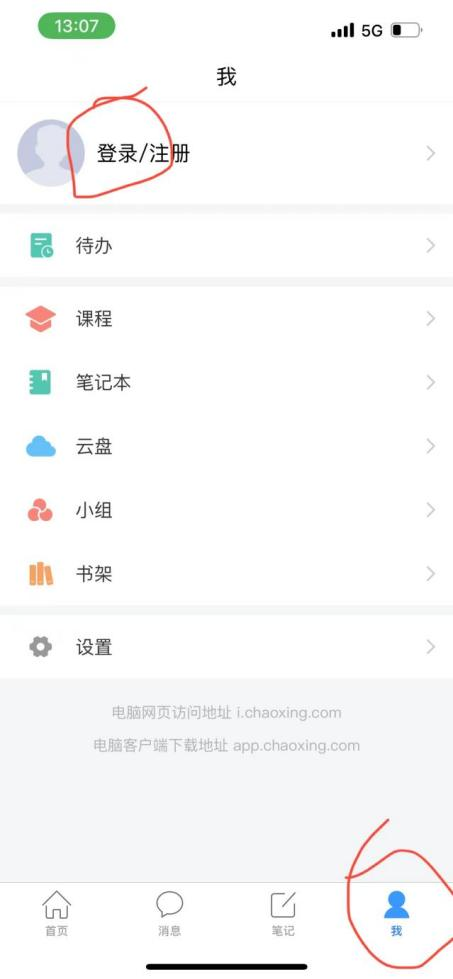 13:07
5G
我
登录/注册
待办
课程
笔记本
云盘
小组
书架
设置
电脑网页访问地址 i.chaoxing.com
电脑客户端下载地址 app.chaoxing.com
首页
消息
笔记
我